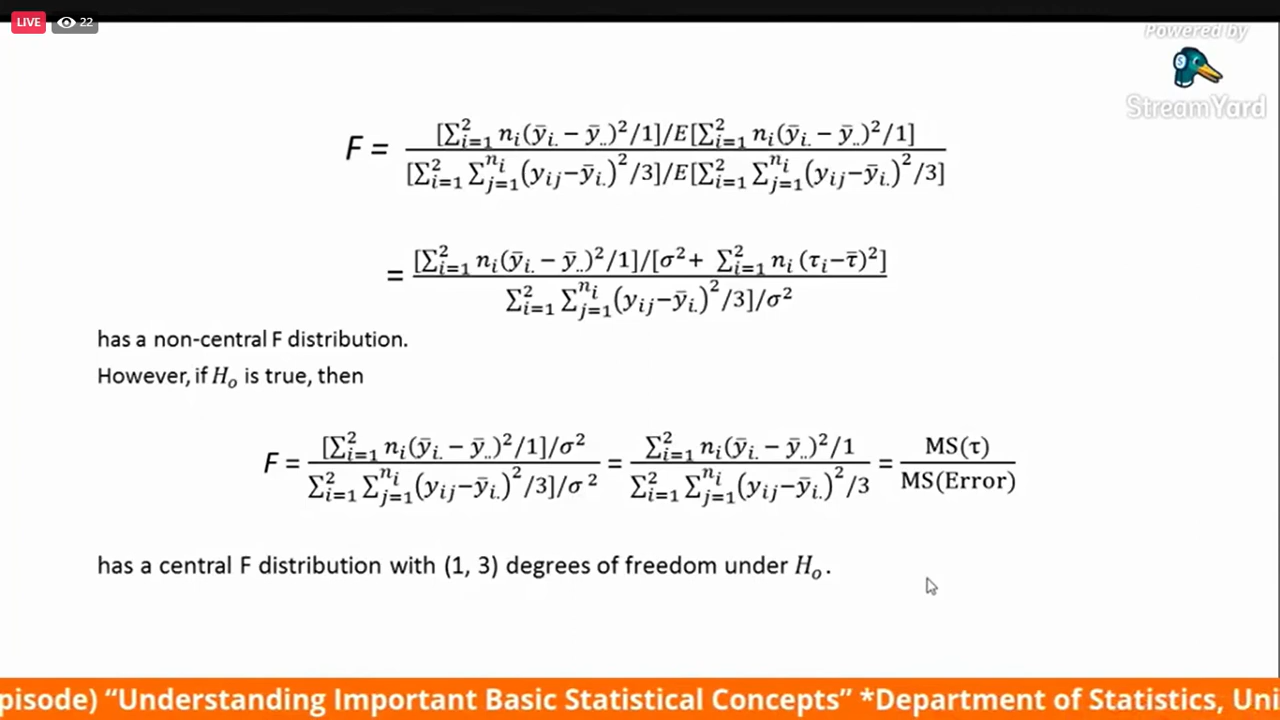 LIVE 22
Powered by
StreamYard
F = [∑²ᵢ₌₁ nᵢ(ȳᵢ. − ȳ..)²/1]/E[∑²ᵢ₌₁ nᵢ(ȳᵢ. − ȳ..)²/1] / [∑²ᵢ₌₁ ∑ⁿⁱⱼ₌₁(yᵢⱼ−ȳᵢ.)²/3]/E[∑²ᵢ₌₁ ∑ⁿⁱⱼ₌₁(yᵢⱼ−ȳᵢ.)²/3]
= [∑²ᵢ₌₁ nᵢ(ȳᵢ. − ȳ..)²/1]/[σ²+ ∑²ᵢ₌₁ nᵢ (τᵢ−τ̄)²] / ∑²ᵢ₌₁ ∑ⁿⁱⱼ₌₁(yᵢⱼ−ȳᵢ.)²/3]/σ²
has a non-central F distribution.
However, if Hₒ is true, then
F = [∑²ᵢ₌₁ nᵢ(ȳᵢ. − ȳ..)²/1]/σ² / ∑²ᵢ₌₁ ∑ⁿⁱⱼ₌₁(yᵢⱼ−ȳᵢ.)²/3]/σ² = ∑²ᵢ₌₁ nᵢ(ȳᵢ. − ȳ..)²/1 / ∑²ᵢ₌₁ ∑ⁿⁱⱼ₌₁(yᵢⱼ−ȳᵢ.)²/3 = MS(τ) / MS(Error)
has a central F distribution with (1, 3) degrees of freedom under Hₒ.
pisode) “Understanding Important Basic Statistical Concepts” *Department of Statistics, Uni